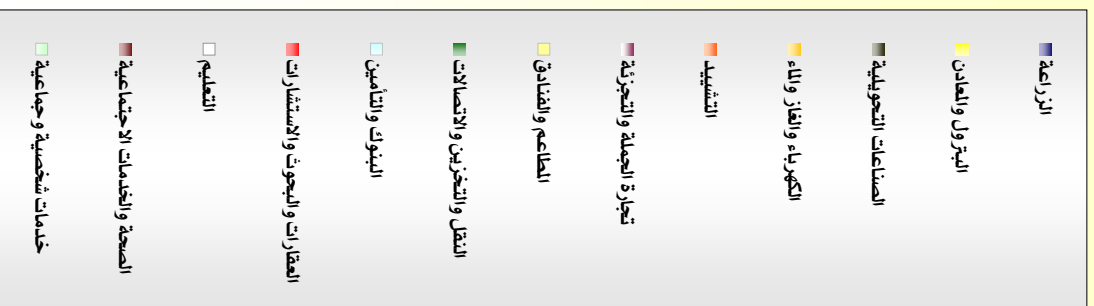 الزراعة
البترول والمعادن
الصناعات التحويلية
الكهرباء والغاز والماء
التشييد
تجارة الجملة والتجزئة
المطاعم والفنادق
النقل والتخزين والاتصالات
البنوك والتأمين
العقارات والبحوث والاستشارات
التعليم
الصحة والخدمات الاجتماعية
خدمات شخصية و جماعية